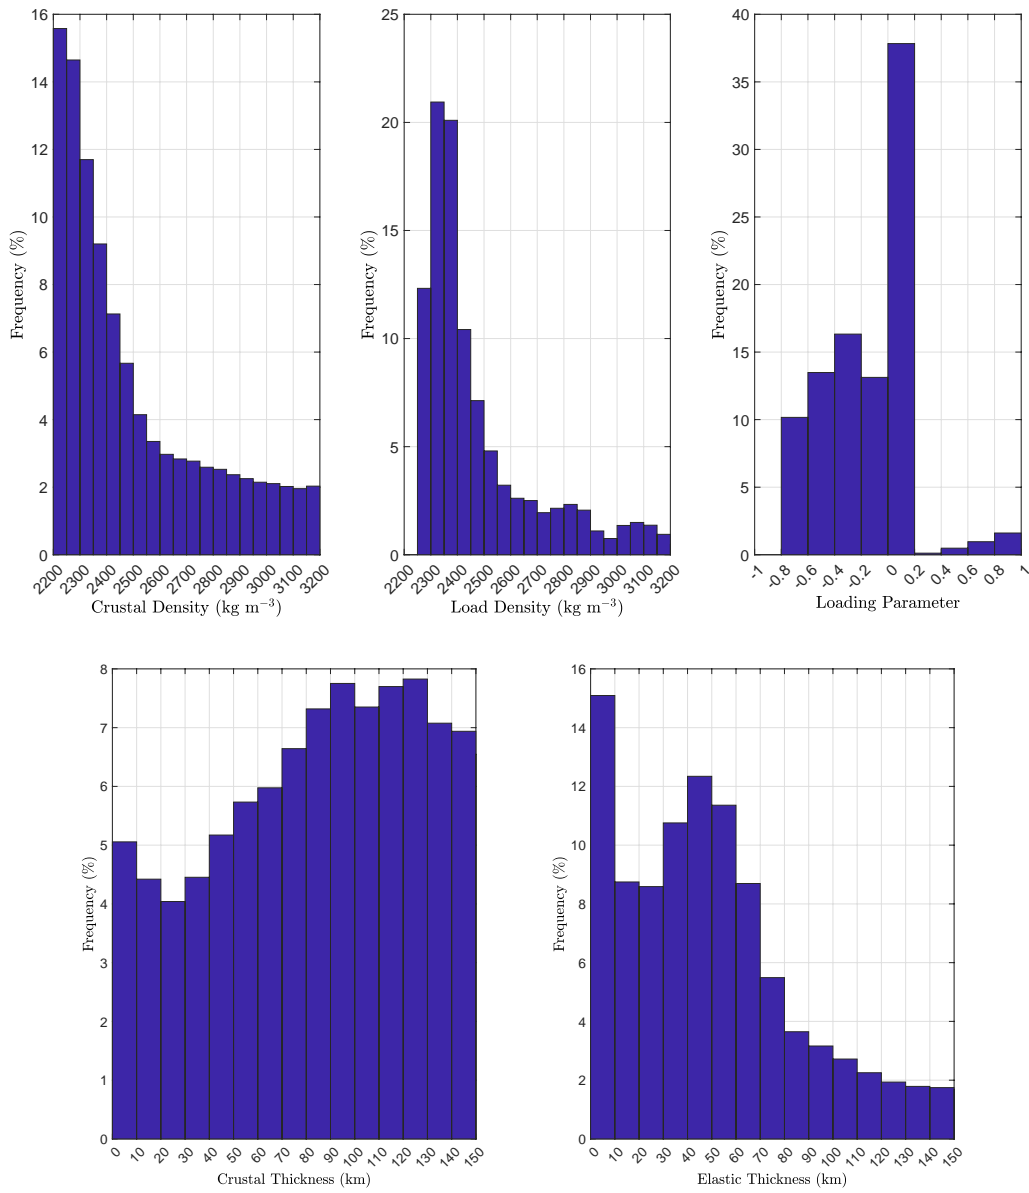 16
14
12
10
8
6
4
2
0
Frequency (%)
2200 2300 2400 2500 2600 2700 2800 2900 3000 3100 3200
Crustal Density (kg m⁻³)
25
20
15
10
5
0
Frequency (%)
2200 2300 2400 2500 2600 2700 2800 2900 3000 3100 3200
Load Density (kg m⁻³)
40
35
30
25
20
15
10
5
0
Frequency (%)
-1 -0.8 -0.6 -0.4 -0.2 0 0.2 0.4 0.6 0.8 1
Loading Parameter
8
7
6
5
4
3
2
1
0
Frequency (%)
0 10 20 30 40 50 60 70 80 90 100 110 120 130 140 150
Crustal Thickness (km)
16
14
12
10
8
6
4
2
0
Frequency (%)
0 10 20 30 40 50 60 70 80 90 100 110 120 130 140 150
Elastic Thickness (km)